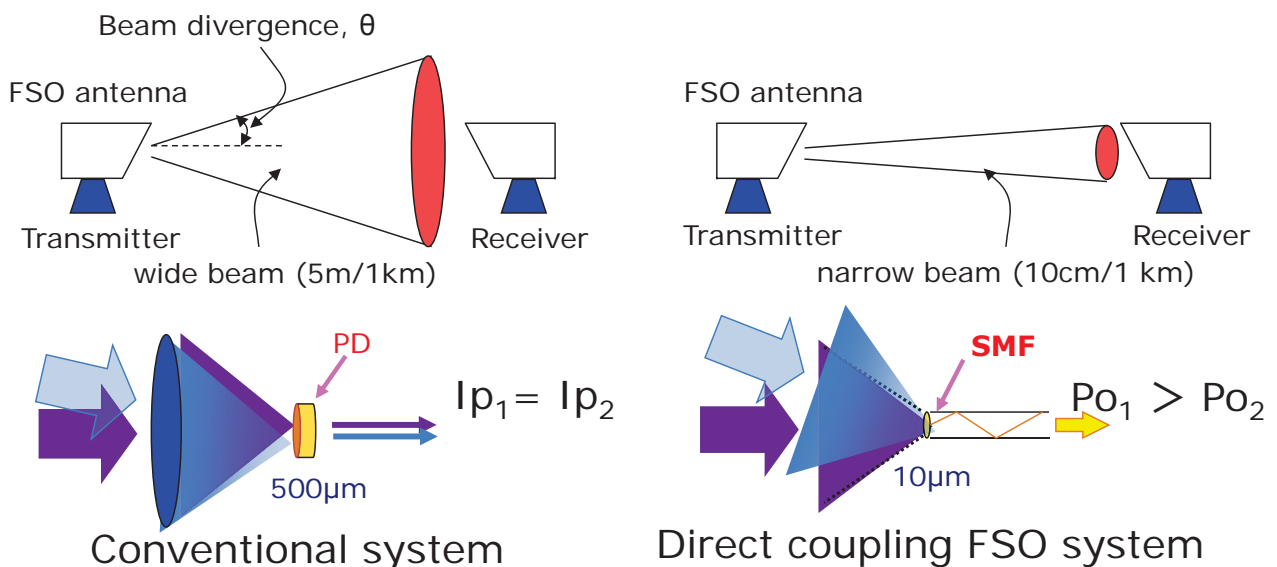 Beam divergence, θ
FSO antenna
Transmitter
Receiver
wide beam (5m/1km)
PD
Ip₁= Ip₂
500µm
Conventional system
FSO antenna
Transmitter
Receiver
narrow beam (10cm/1 km)
SMF
Po₁ > Po₂
10µm
Direct coupling FSO system